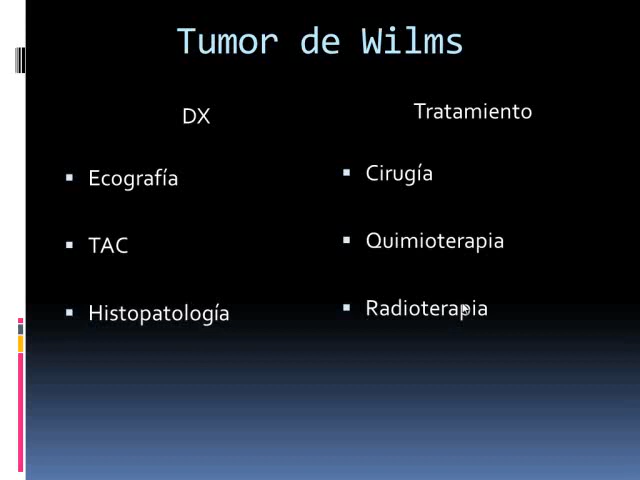 Tumor de Wilms
DX
Ecografía
TAC
Histopatología
Tratamiento
Cirugía
Quimioterapia
Radioterapia